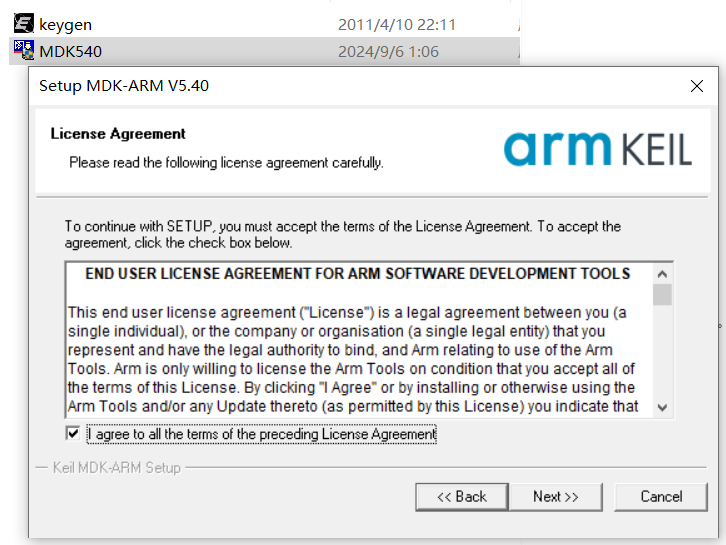 keygen 2011/4/10 22:11
MDK540 2024/9/6 1:06
Setup MDK-ARM V5.40
License Agreement
Please read the following license agreement carefully.
arm KEIL
To continue with SETUP, you must accept the terms of the License Agreement. To accept the
agreement, click the check box below.
END USER LICENSE AGREEMENT FOR ARM SOFTWARE DEVELOPMENT TOOLS
This end user license agreement ("License") is a legal agreement between you (a
single individual), or the company or organisation (a single legal entity) that you
represent and have the legal authority to bind, and Arm relating to use of the Arm
Tools. Arm is only willing to license the Arm Tools on condition that you accept all of
the terms of this License. By clicking "I Agree" or by installing or otherwise using the
Arm Tools and/or any Update thereto (as permitted by this License) you indicate that
I agree to all the terms of the preceding License Agreement
Keil MDK-ARM Setup
<< Back
Next >>
Cancel